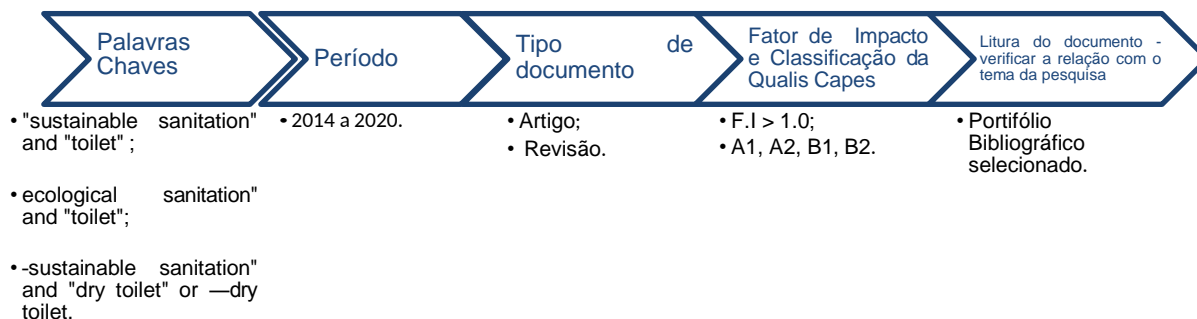 Palavras
Chaves
Período
Tipo de
documento
Fator de Impacto
e Classificação da
Qualis Capes
Litura do documento -
verificar a relação com o
tema da pesquisa
• "sustainable sanitation"
and "toilet" ;
• ecological sanitation"
and "toilet";
• -sustainable sanitation"
and "dry toilet" or —dry
toilet.
• 2014 a 2020.
• Artigo;
• Revisão.
• F.I > 1.0;
• A1, A2, B1, B2.
• Portifólio
Bibliográfico
selecionado.